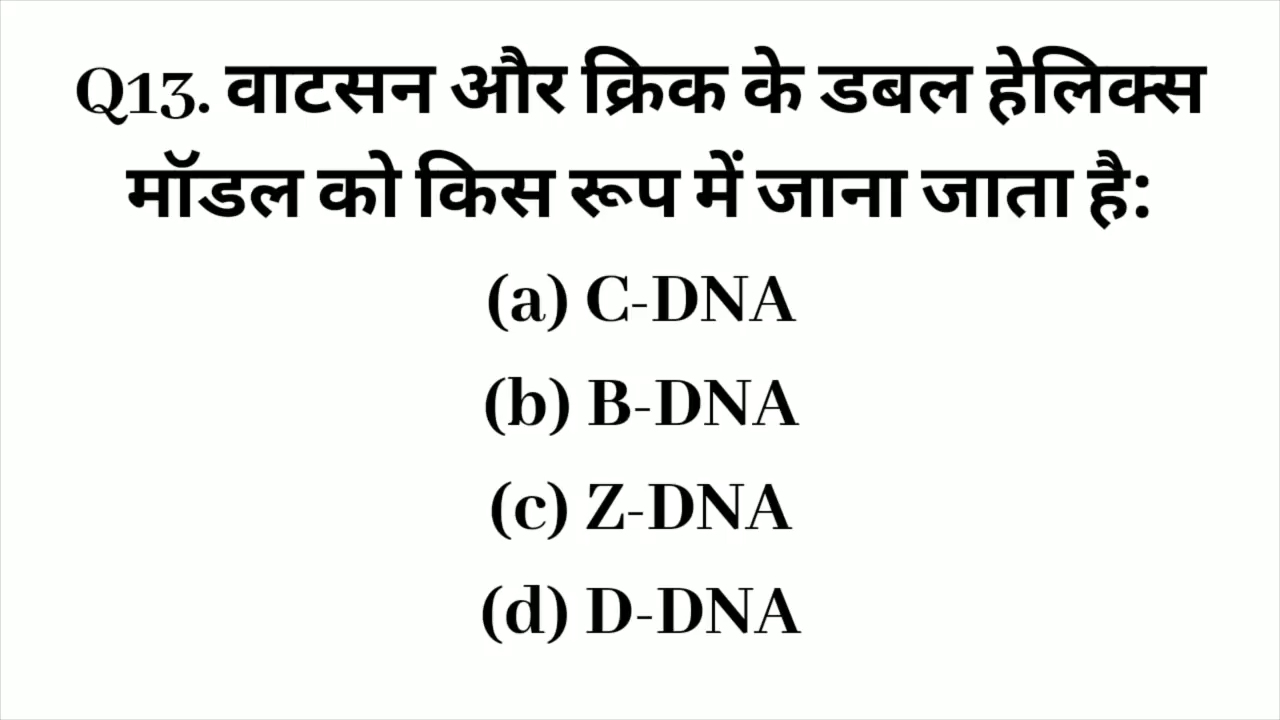 Q13. वाटसन और क्रिक के डबल हेलिक्स
मॉडल को किस रूप में जाना जाता है:
(a) C-DNA
(b) B-DNA
(c) Z-DNA
(d) D-DNA